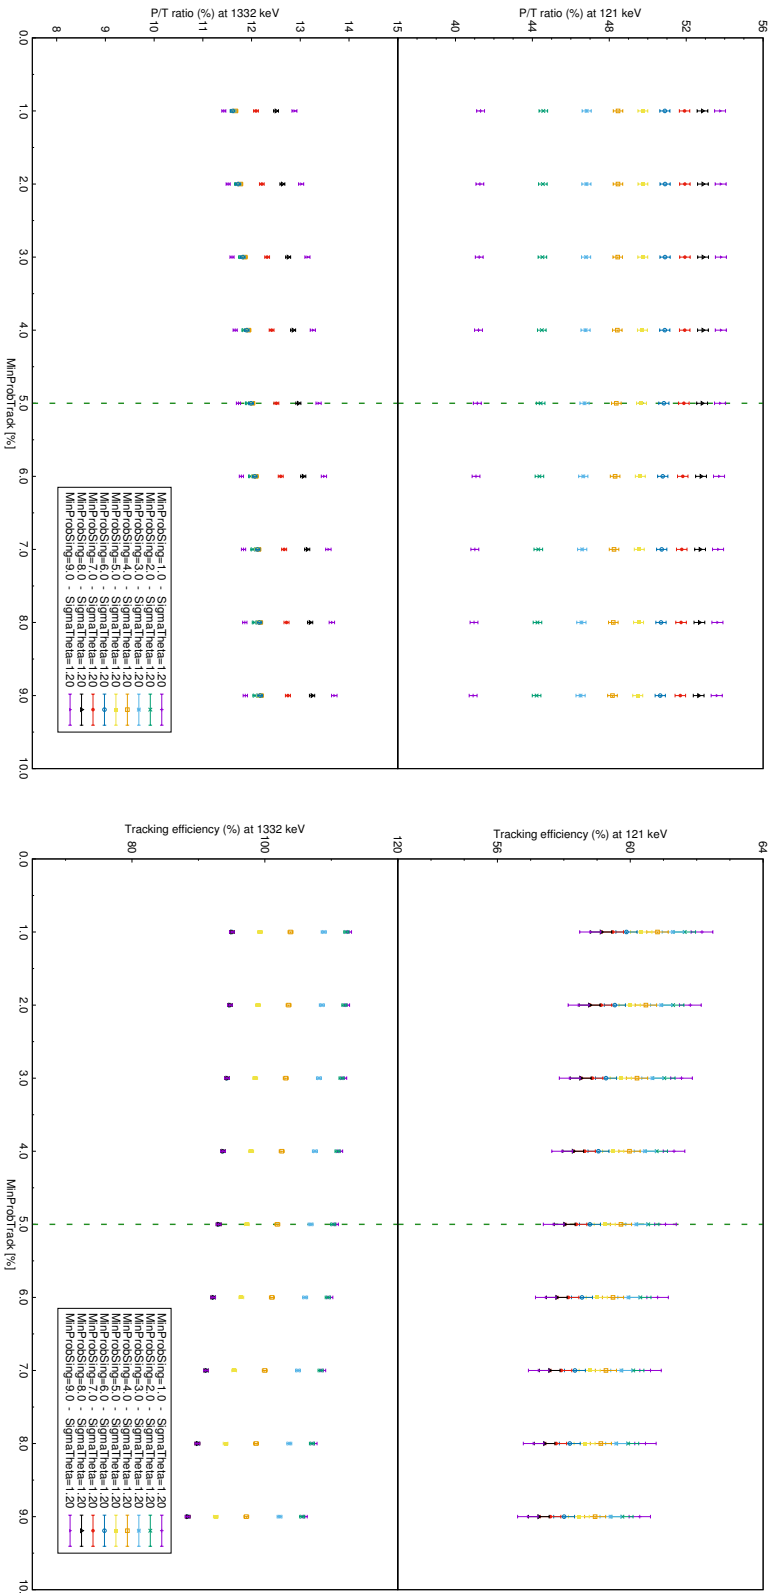 P/T ratio (%) at 121 keV
56
52
48
44
40
P/T ratio (%) at 1332 keV
15
14
13
12
11
10
9
8
MinProbSing=1.0 - SigmaTheta=1.20
MinProbSing=2.0 - SigmaTheta=1.20
MinProbSing=3.0 - SigmaTheta=1.20
MinProbSing=4.0 - SigmaTheta=1.20
MinProbSing=5.0 - SigmaTheta=1.20
MinProbSing=6.0 - SigmaTheta=1.20
MinProbSing=7.0 - SigmaTheta=1.20
MinProbSing=8.0 - SigmaTheta=1.20
MinProbSing=9.0 - SigmaTheta=1.20
0.0 1.0 2.0 3.0 4.0 5.0 6.0 7.0 8.0 9.0 10.0
MinProbTrack [%]
Tracking efficiency (%) at 121 keV
64
60
56
Tracking efficiency (%) at 1332 keV
120
100
80
MinProbSing=1.0 - SigmaTheta=1.20
MinProbSing=2.0 - SigmaTheta=1.20
MinProbSing=3.0 - SigmaTheta=1.20
MinProbSing=4.0 - SigmaTheta=1.20
MinProbSing=5.0 - SigmaTheta=1.20
MinProbSing=6.0 - SigmaTheta=1.20
MinProbSing=7.0 - SigmaTheta=1.20
MinProbSing=8.0 - SigmaTheta=1.20
MinProbSing=9.0 - SigmaTheta=1.20
0.0 1.0 2.0 3.0 4.0 5.0 6.0 7.0 8.0 9.0 10.
MinProbTrack [%]